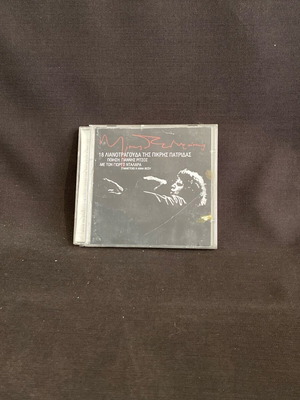 18 ΛΙΑΝΟΤΡΑΓΟΥΔΑ ΤΗΣ ΠΙΚΡΗΣ ΠΑΤΡΙΔΑΣ
ΠΟΙΗΣΗ ΓΙΑΝΝΗΣ ΡΙΤΣΟΣ
ΜΕ ΤΟΝ ΓΙΩΡΓΟ ΝΤΑΛΑΡΑ